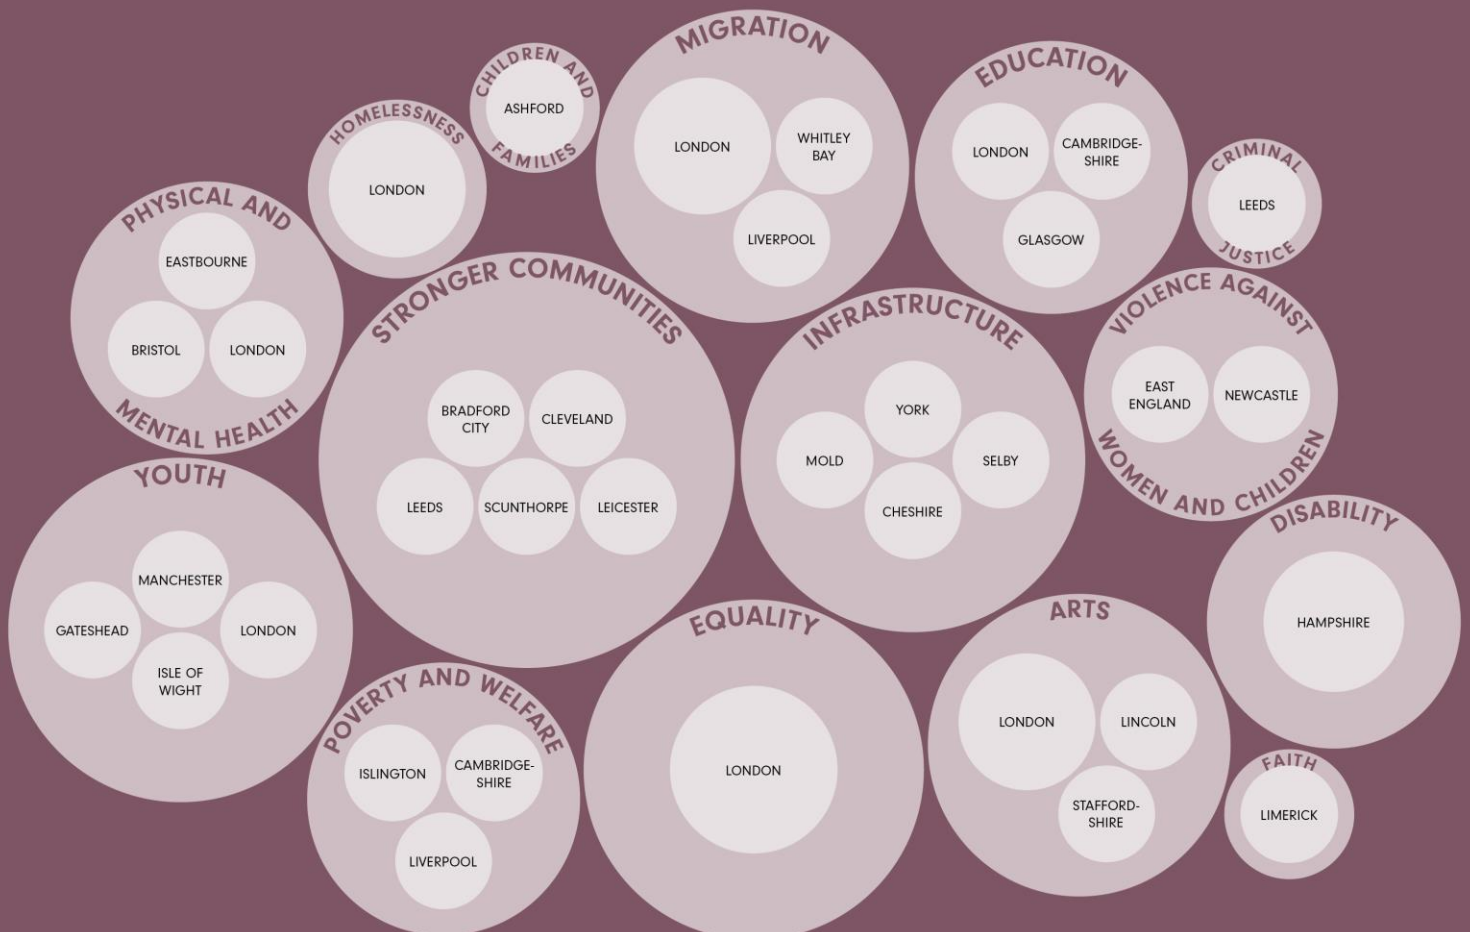 MIGRATION
LONDON
WHITLEY
BAY
LIVERPOOL
EDUCATION
LONDON
CAMBRIDGE-
SHIRE
GLASGOW
CHILDREN AND
ASHFORD
FAMILIES
HOMELESSNESS
LONDON
CRIMINAL
LEEDS
JUSTICE
PHYSICAL AND
EASTBOURNE
BRISTOL
LONDON
MENTAL HEALTH
STRONGER COMMUNITIES
BRADFORD
CITY
CLEVELAND
LEEDS
SCUNTHORPE
LEICESTER
INFRASTRUCTURE
YORK
MOLD
SELBY
CHESHIRE
VIOLENCE AGAINST
EAST
ENGLAND
NEWCASTLE
WOMEN AND CHILDREN
YOUTH
MANCHESTER
GATESHEAD
LONDON
ISLE OF
WIGHT
DISABILITY
HAMPSHIRE
POVERTY AND WELFARE
ISLINGTON
CAMBRIDGE-
SHIRE
LIVERPOOL
EQUALITY
LONDON
ARTS
LONDON
LINCOLN
STAFFORD-
SHIRE
FAITH
LIMERICK